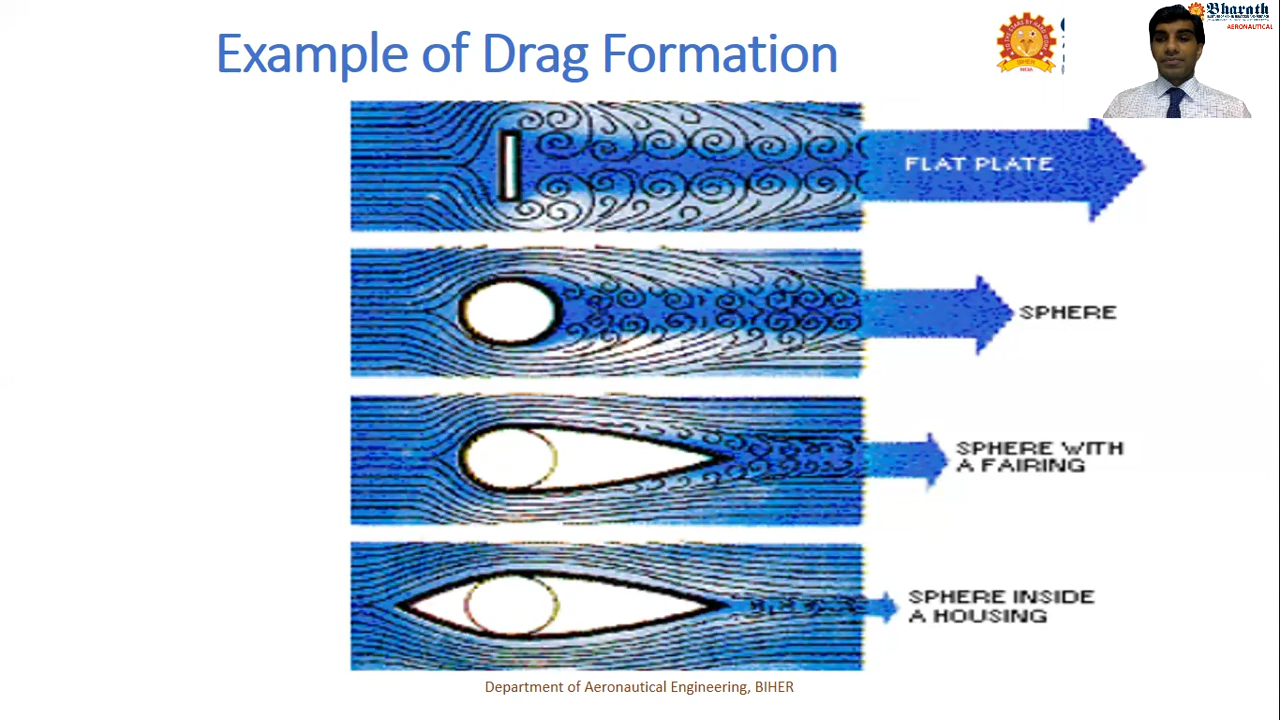 Example of Drag Formation
Bharath
AERONAUTICAL
BIHER
FLAT PLATE
SPHERE
SPHERE WITH
A FAIRING
SPHERE INSIDE
A HOUSING
Department of Aeronautical Engineering, BIHER